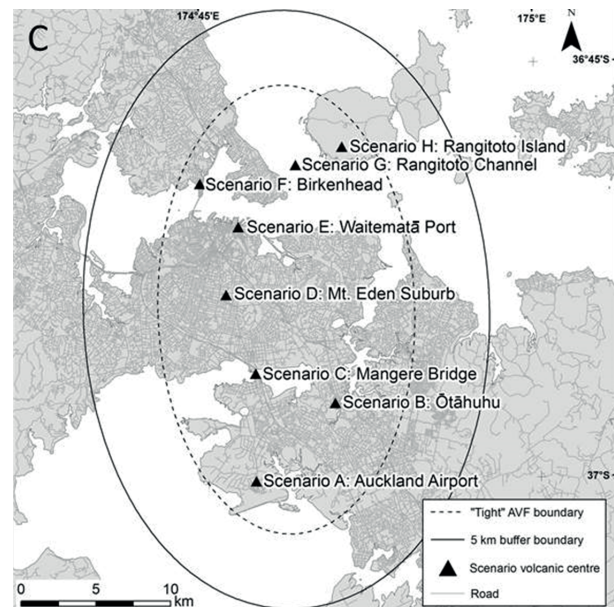 C
174°45'E
175°E
N
36°45'S
Scenario H: Rangitoto Island
Scenario G: Rangitoto Channel
Scenario F: Birkenhead
Scenario E: Waitematā Port
Scenario D: Mt. Eden Suburb
Scenario C: Mangere Bridge
Scenario B: Ōtāhuhu
37°S
Scenario A: Auckland Airport
"Tight" AVF boundary
5 km buffer boundary
Scenario volcanic centre
Road
0 5 10
km